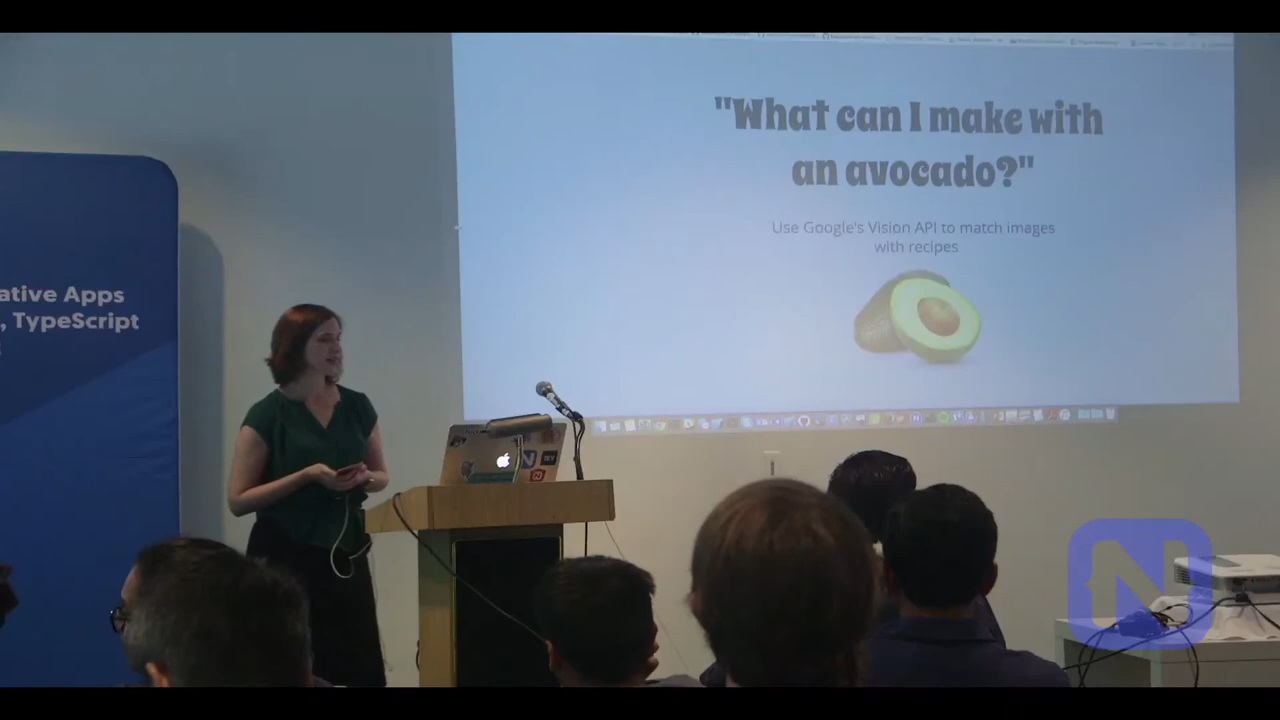 "What can I make with
an avocado?"
Use Google's Vision API to match images
with recipes
ative Apps
, TypeScript
N